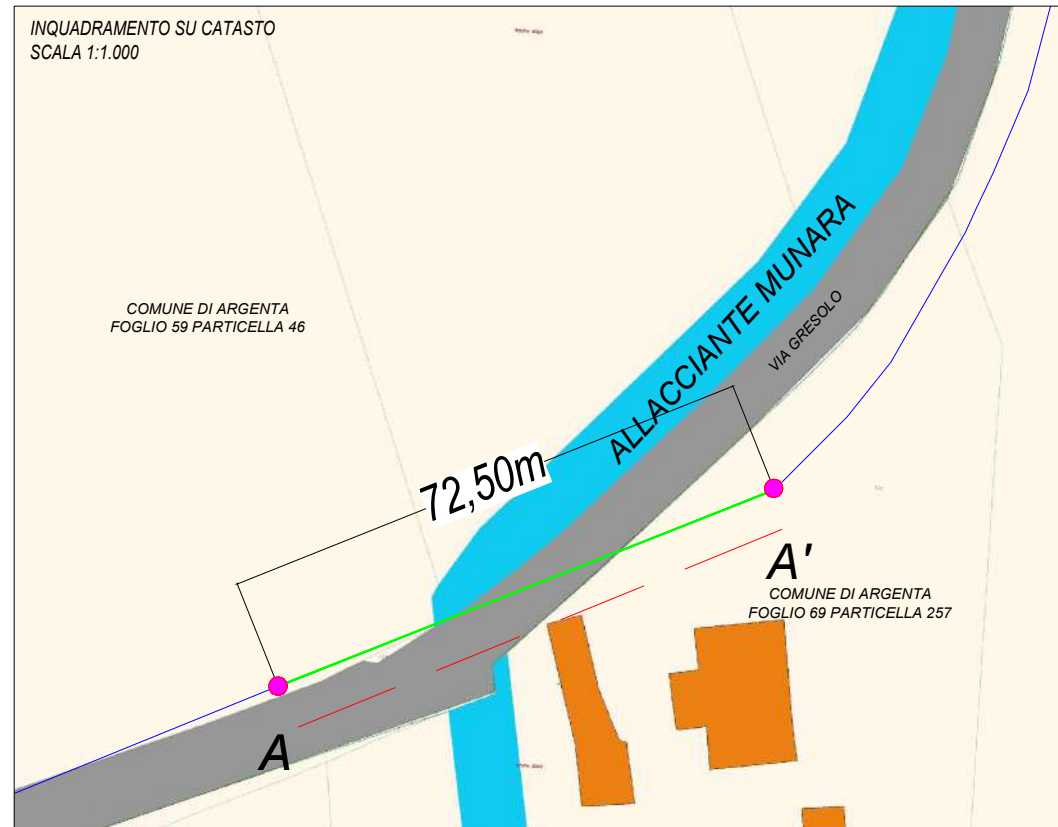 INQUADRAMENTO SU CATASTO
SCALA 1:1.000
COMUNE DI ARGENTA
FOGLIO 59 PARTICELLA 46
ALLACCIANTE MUNARA
VIA GRESOLO
72,50m
A'
COMUNE DI ARGENTA
FOGLIO 69 PARTICELLA 257
A